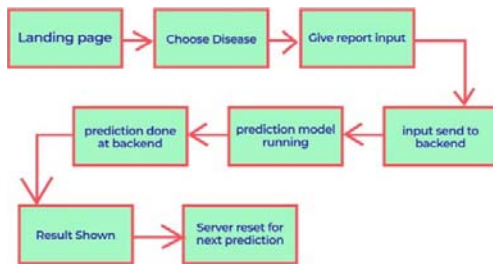 Landing page
Choose Disease
Give report input
input send to
backend
prediction model
running
prediction done
at backend
Result Shown
Server reset for
next prediction